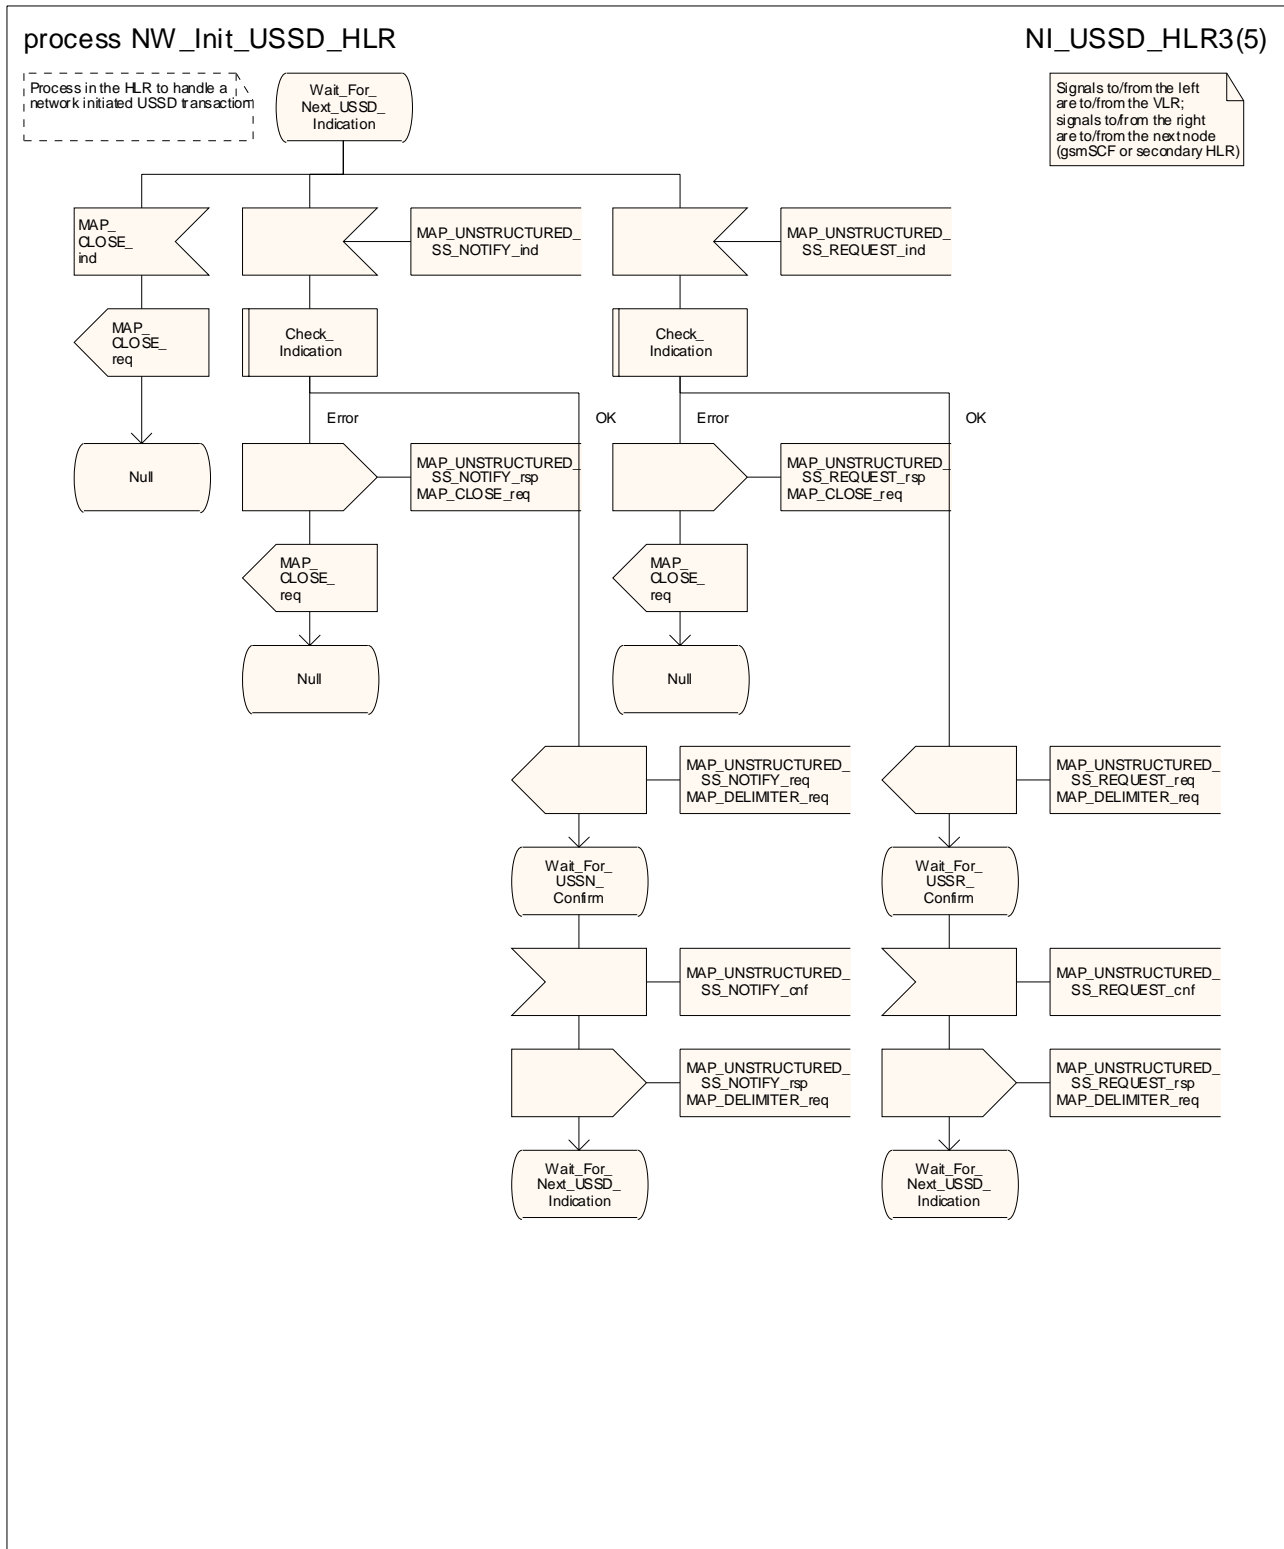 process NW_Init_USSD_HLR
NI_USSD_HLR3(5)
Process in the HLR to handle a
network initiated USSD transaction
Wait_For_
Next_USSD_
Indication
Signals to/from the left
are to/from the VLR;
signals to/from the right
are to/from the next node
(gsmSCF or secondary HLR)
MAP_
CLOSE_
ind
MAP_UNSTRUCTURED_
SS_NOTIFY_ind
MAP_UNSTRUCTURED_
SS_REQUEST_ind
MAP_
CLOSE_
req
Check_
Indication
Check_
Indication
Error
OK
Error
OK
Null
MAP_UNSTRUCTURED_
SS_NOTIFY_rsp
MAP_CLOSE_req
MAP_UNSTRUCTURED_
SS_REQUEST_rsp
MAP_CLOSE_req
MAP_
CLOSE_
req
MAP_
CLOSE_
req
Null
Null
MAP_UNSTRUCTURED_
SS_NOTIFY_req
MAP_DELIMITER_req
MAP_UNSTRUCTURED_
SS_REQUEST_req
MAP_DELIMITER_req
Wait_For_
USSN_
Confirm
Wait_For_
USSR_
Confirm
MAP_UNSTRUCTURED_
SS_NOTIFY_cnf
MAP_UNSTRUCTURED_
SS_REQUEST_cnf
MAP_UNSTRUCTURED_
SS_NOTIFY_rsp
MAP_DELIMITER_req
MAP_UNSTRUCTURED_
SS_REQUEST_rsp
MAP_DELIMITER_req
Wait_For_
Next_USSD_
Indication
Wait_For_
Next_USSD_
Indication